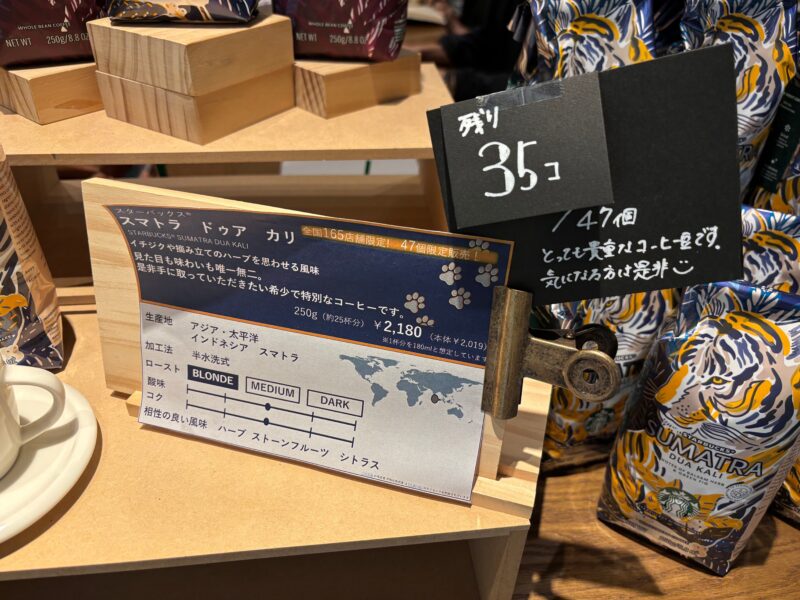 WHOLE BEAN COFFEE
NET WT 250g/8.8 OZ
WHOLE BEAN COFFEE
NET WT 250g/8.8 OZ
残り
35コ
/47個
とっても貴重なコーヒー豆です。
気になる方は是非
スターバックス®
スマトラ ドゥア カリ
STARBUCKS® SUMATRA DUA KALI
全国165店舗限定! 47個限定販売!
イチジクや摘み立てのハーブを思わせる風味
見た目も味わいも唯一無二。
是非手に取っていただきたい希少で特別なコーヒーです。
250g (約25杯分) ¥2,180 (本体¥2,019)
※1杯分を180mlと想定しています
生産地 アジア・太平洋
インドネシア スマトラ
加工法 半水洗式
ロースト BLONDE MEDIUM DARK
酸味
コク
相性の良い風味 ハーブ ストーンフルーツ シトラス
STARBUCKS®
SUMATRA
DUA KALI